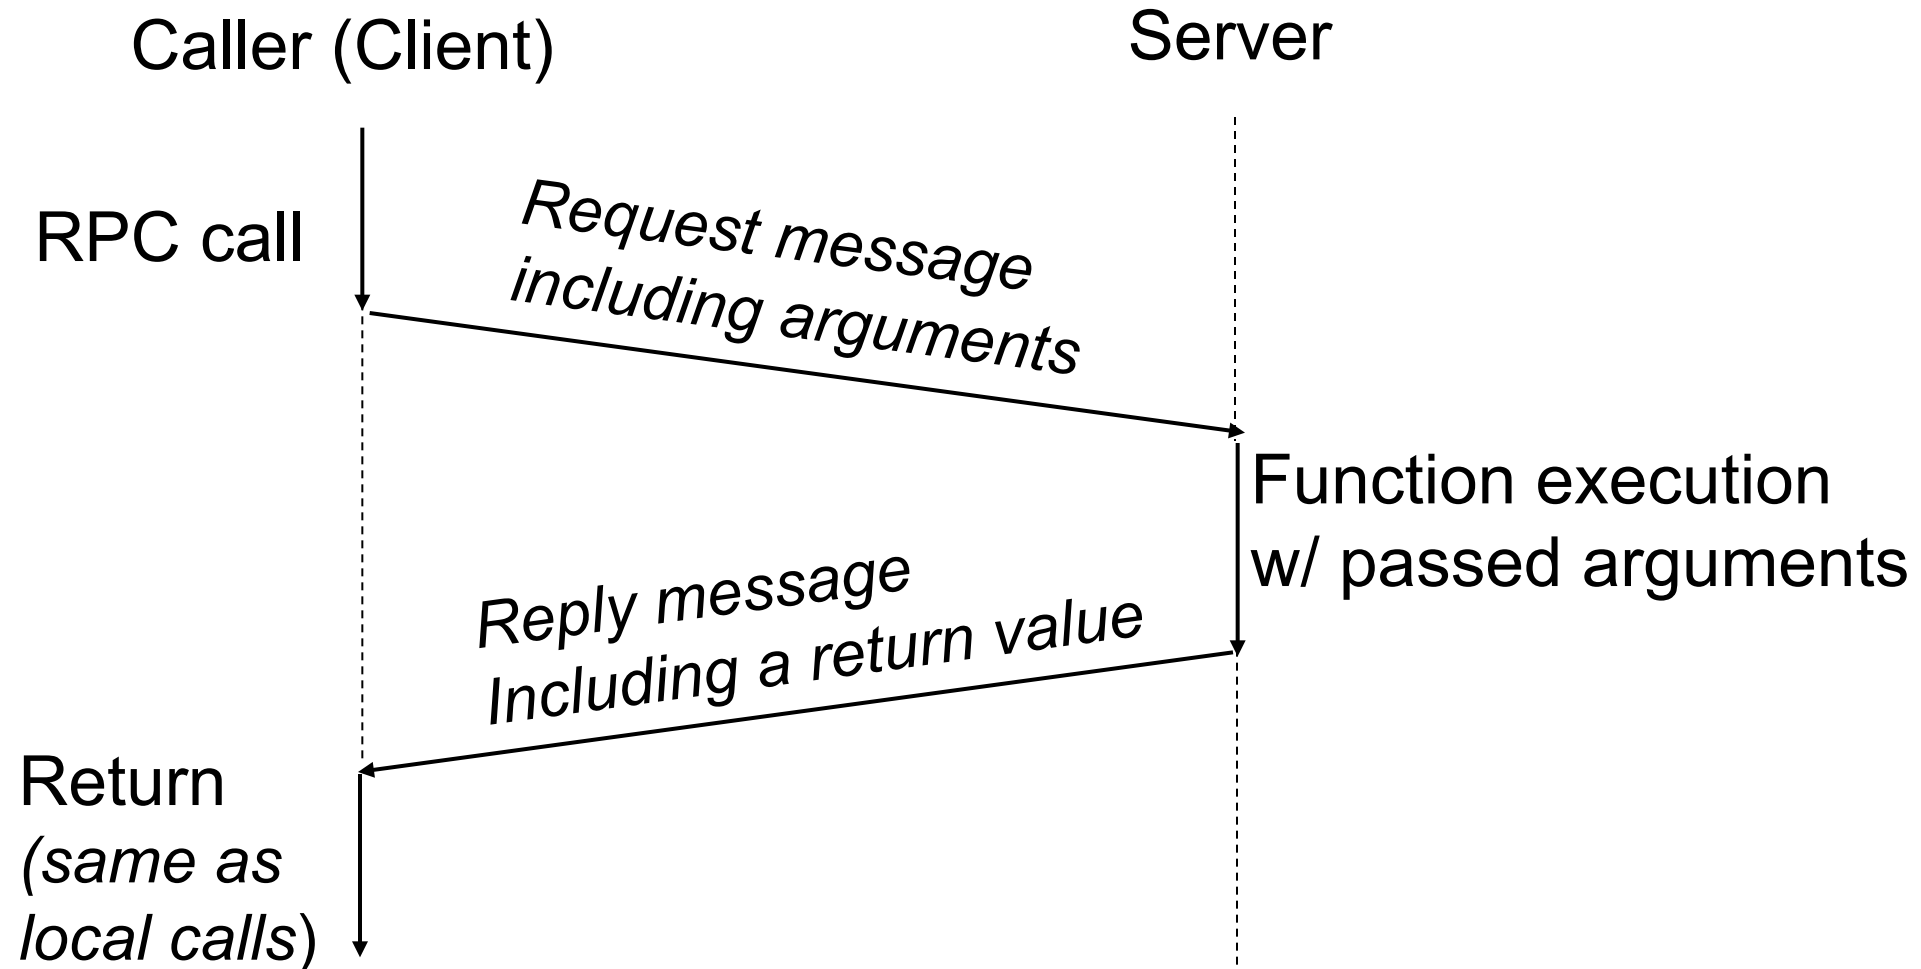 Caller (Client)
Server
RPC call
Request message
including arguments
Function execution
w/ passed arguments
Reply message
Including a return value
Return
(same as
local calls)